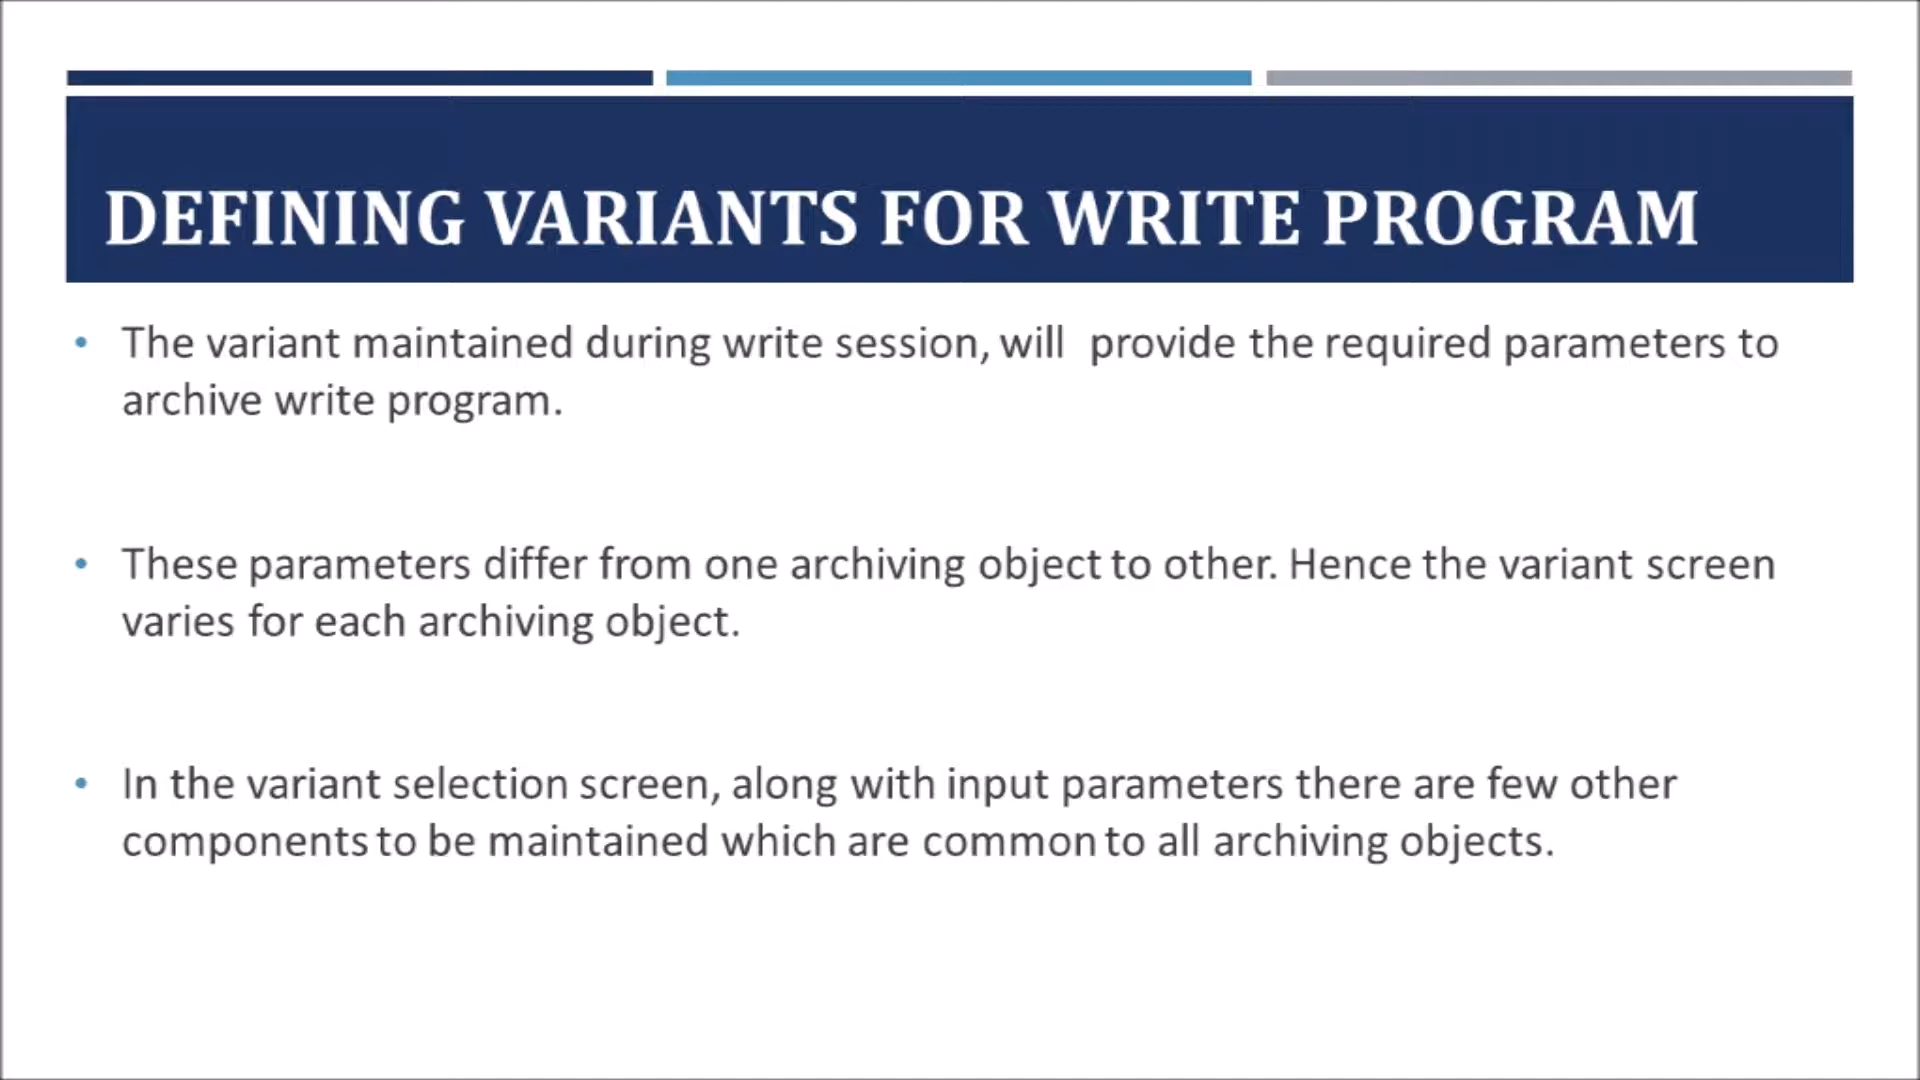 DEFINING VARIANTS FOR WRITE PROGRAM
• The variant maintained during write session, will provide the required parameters to
archive write program.
• These parameters differ from one archiving object to other. Hence the variant screen
varies for each archiving object.
• In the variant selection screen, along with input parameters there are few other
components to be maintained which are common to all archiving objects.